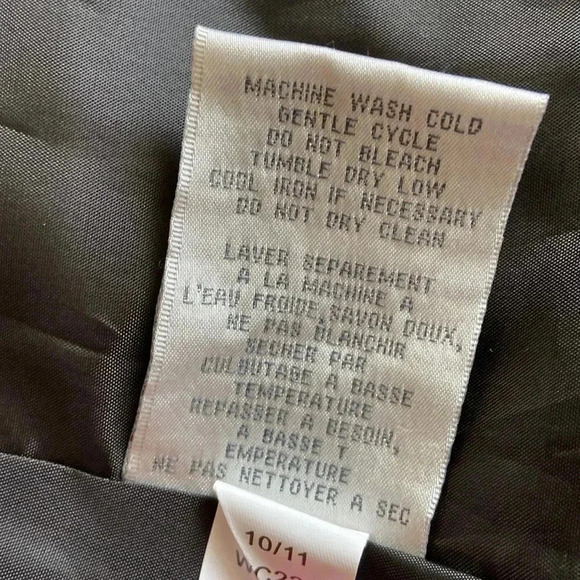 MACHINE WASH COLD
GENTLE CYCLE
DO NOT BLEACH
TUMBLE DRY LOW
COOL IRON IF NECESSARY
DO NOT DRY CLEAN
LAVER SEPAREMENT
A LA MACHINE A
L'EAU FROIDE,SAVON DOUX,
NE PAS BLANCHIR
SECHER PAR
CULBUTAGE A BASSE
TEMPERATURE
REPASSER A BESOIN,
A BASSE T
EMPERATURE
NE PAS NETTOYER A SEC
10/11